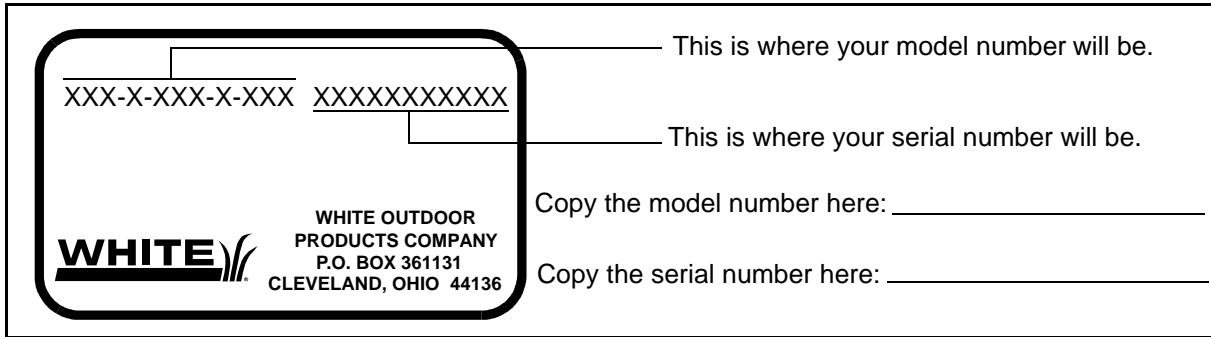 This is where your model number will be.
XXX-X-XXX-X-XXX XXXXXXXXXXX
This is where your serial number will be.
Copy the model number here:
WHITE OUTDOOR
PRODUCTS COMPANY
P.O. BOX 361131
CLEVELAND, OHIO 44136
WHITE
®
Copy the serial number here: